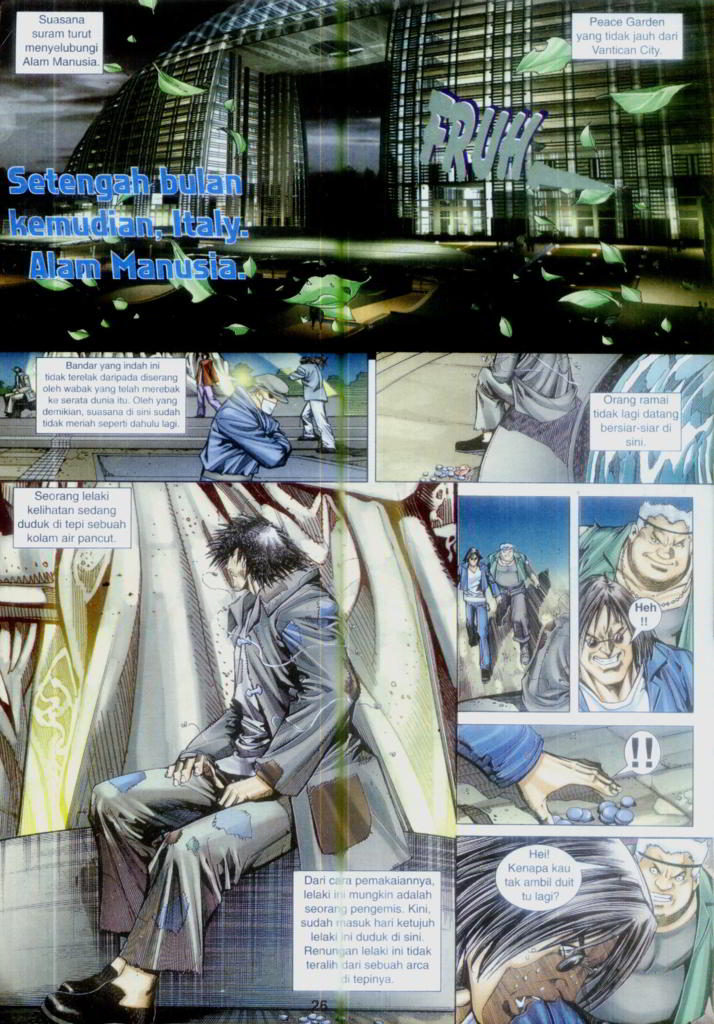 Suasana
suram turut
menyelubungi
Alam Manusia.
Peace Garden
yang tidak jauh dari
Vantican City.
FRUH
Setengah bulan
kemudian, Italy.
Alam Manusia.
Bandar yang indah ini
tidak terelak daripada diserang
oleh wabak yang telah merebak
ke serata dunia itu. Oleh yang
demikian, suasana di sini sudah
tidak meriah seperti dahulu lagi.
Orang ramai
tidak lagi datang
bersiar-siar di
sini.
Seorang lelaki
kelihatan sedang
duduk di tepi sebuah
kolam air pancut.
Heh
!!
!!
Hei!
Kenapa kau
tak ambil duit
tu lagi?
Dari cara pemakaiannya,
lelaki ini mungkin adalah
seorang pengemis. Kini,
sudah masuk hari ketujuh
lelaki ini duduk di sini.
Renungan lelaki ini tidak
teralih dari sebuah arca
di tepinya.
26